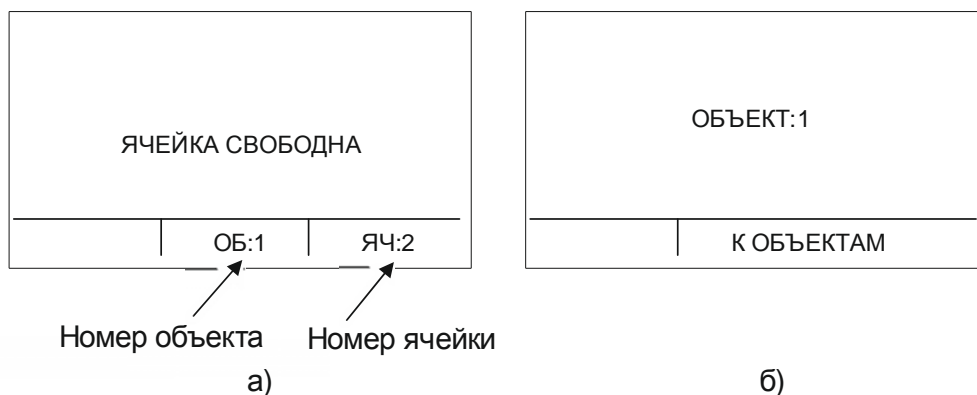 ЯЧЕЙКА СВОБОДНА
ОБ:1
ЯЧ:2
Номер объекта
Номер ячейки
а)
ОБЪЕКТ:1
К ОБЪЕКТАМ
б)